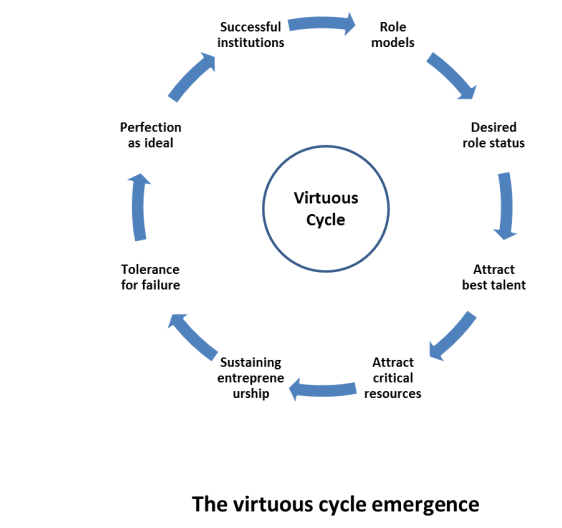 Successful
institutions
Role
models
Desired
role status
Attract
best talent
Attract
critical
resources
Sustaining
entreprene
urship
Tolerance
for failure
Perfection
as ideal
Virtuous
Cycle
The virtuous cycle emergence